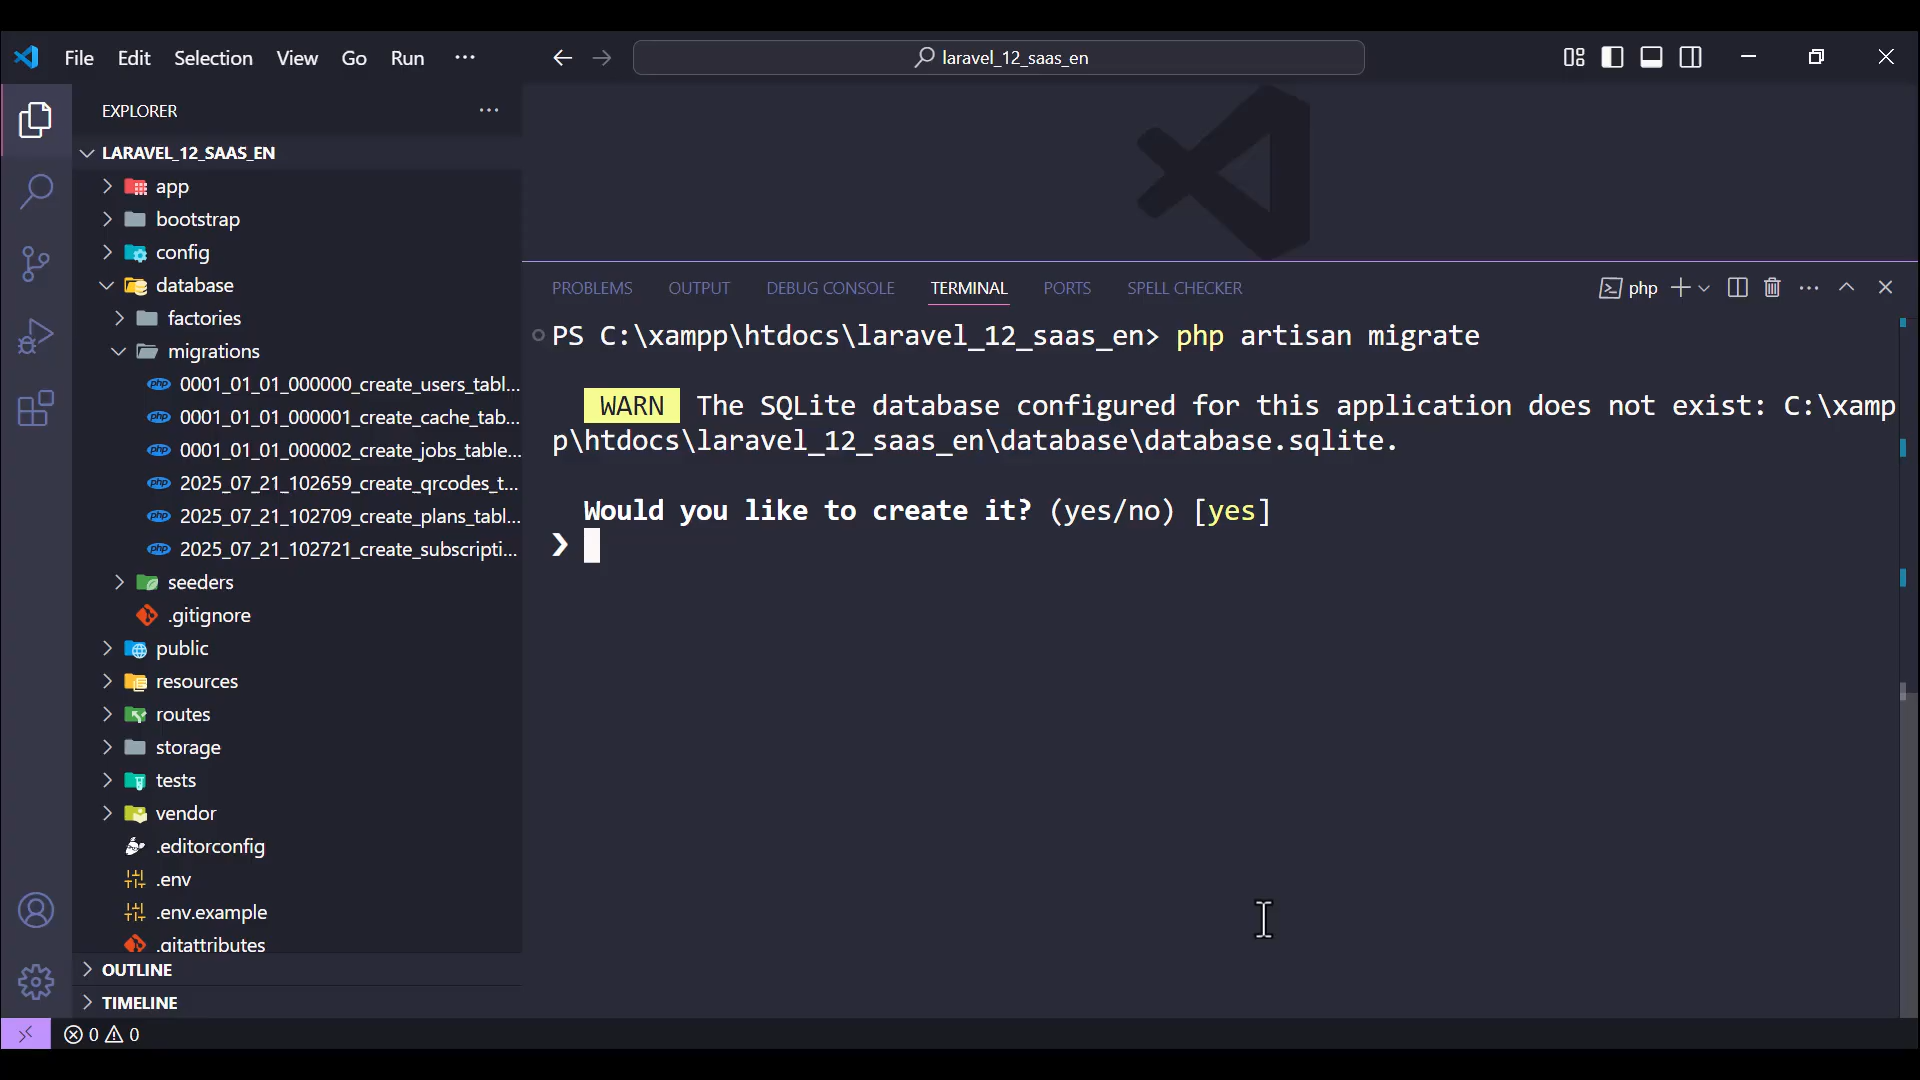 File Edit Selection View Go Run ...
laravel_12_saas_en
EXPLORER
LARAVEL_12_SAAS_EN
app
bootstrap
config
database
factories
migrations
0001_01_01_000000_create_users_tabl...
0001_01_01_000001_create_cache_tab...
0001_01_01_000002_create_jobs_table...
2025_07_21_102659_create_qrcodes_t...
2025_07_21_102709_create_plans_tabl...
2025_07_21_102721_create_subscripti...
seeders
.gitignore
public
resources
routes
storage
tests
vendor
.editorconfig
.env
.env.example
.gitattributes
OUTLINE
TIMELINE
0 0
PROBLEMS OUTPUT DEBUG CONSOLE TERMINAL PORTS SPELL CHECKER
php
PS C:\xampp\htdocs\laravel_12_saas_en> php artisan migrate
WARN The SQLite database configured for this application does not exist: C:\xamp
p\htdocs\laravel_12_saas_en\database\database.sqlite.
Would you like to create it? (yes/no) [yes]
❯